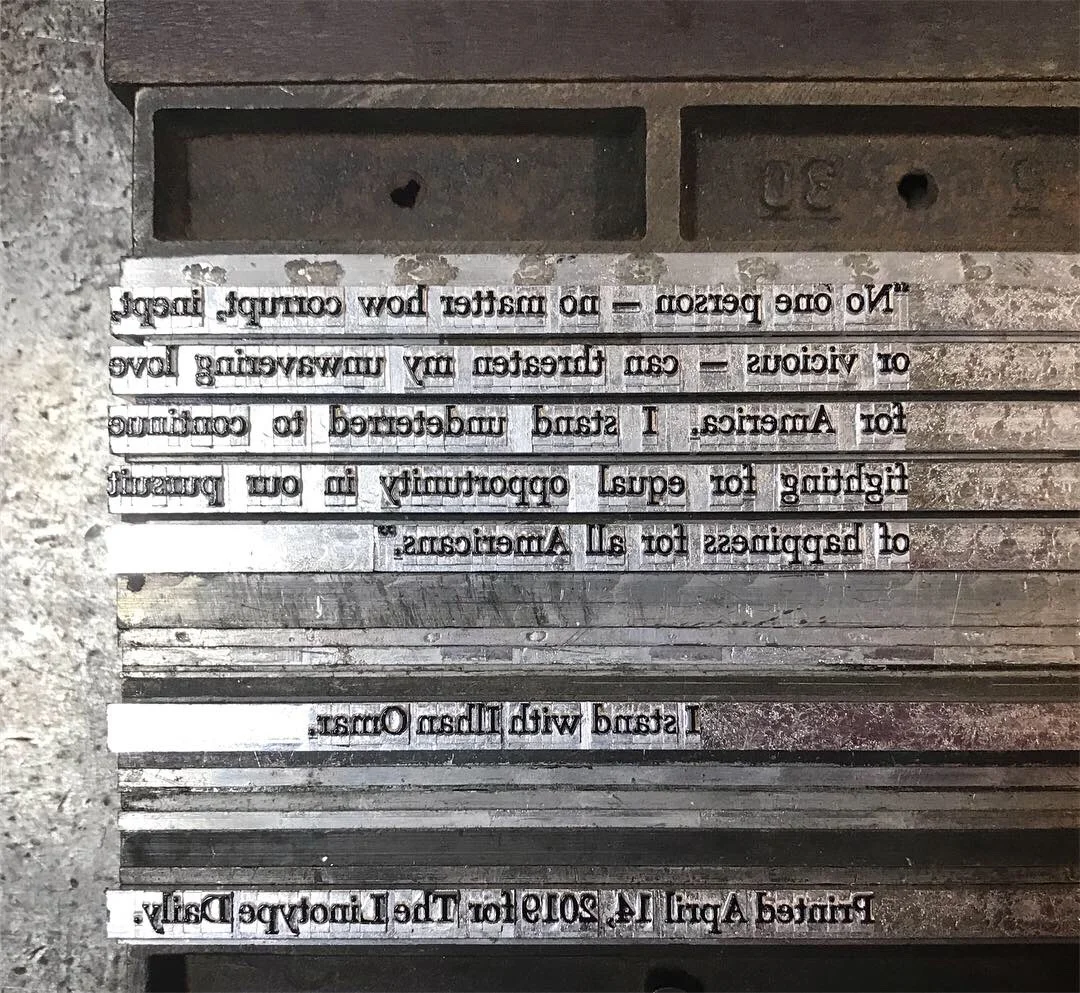 30
“No one person — no matter how corrupt, inept,
or vicious — can threaten my unwavering love
for America. I stand undeterred to continue
fighting for equal opportunity in our pursuit
of happiness for all Americans.”
I stand with Ilhan Omar.
Printed April 14, 2019 for The Linotype Daily.